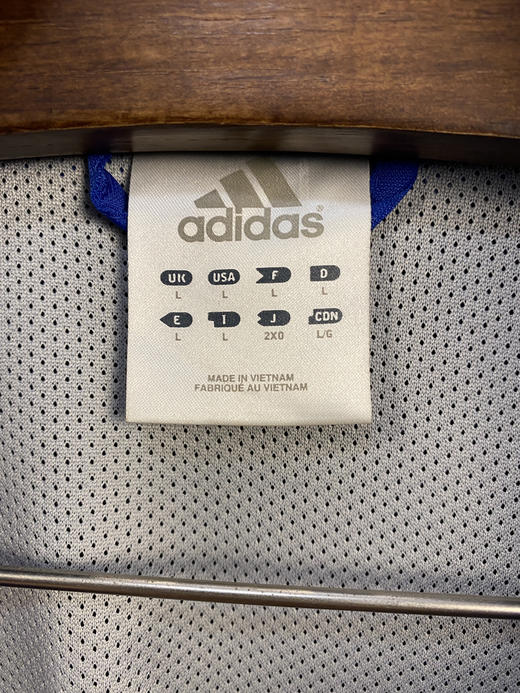 adidas®
UK USA F D
L L L L
E I J CDN
L L 2XO L/G
MADE IN VIETNAM
FABRIQUÉ AU VIETNAM